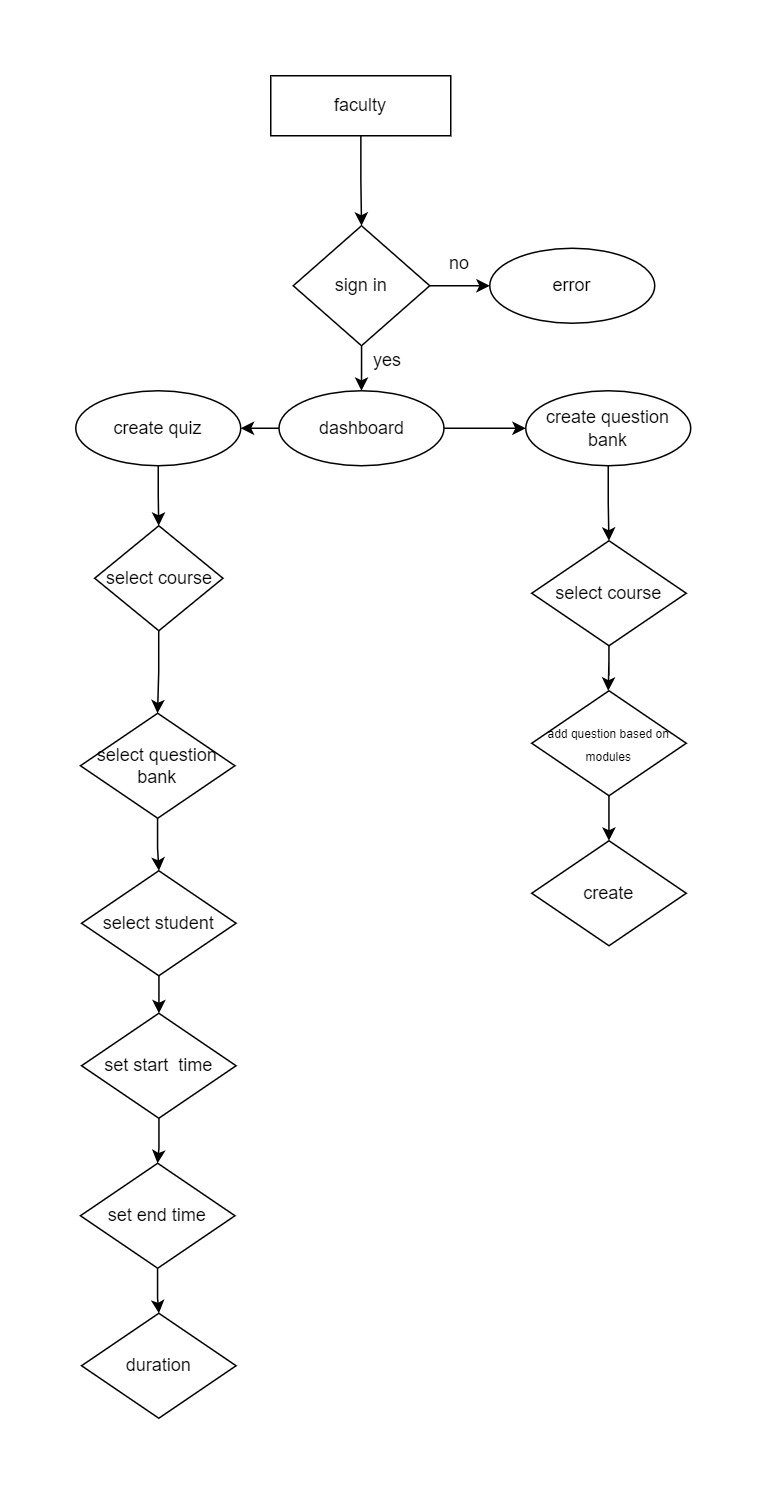 faculty
sign in
no
error
yes
create quiz
dashboard
create question
bank
select course
select course
select question
bank
add question based on
modules
select student
create
set start  time
set end time
duration